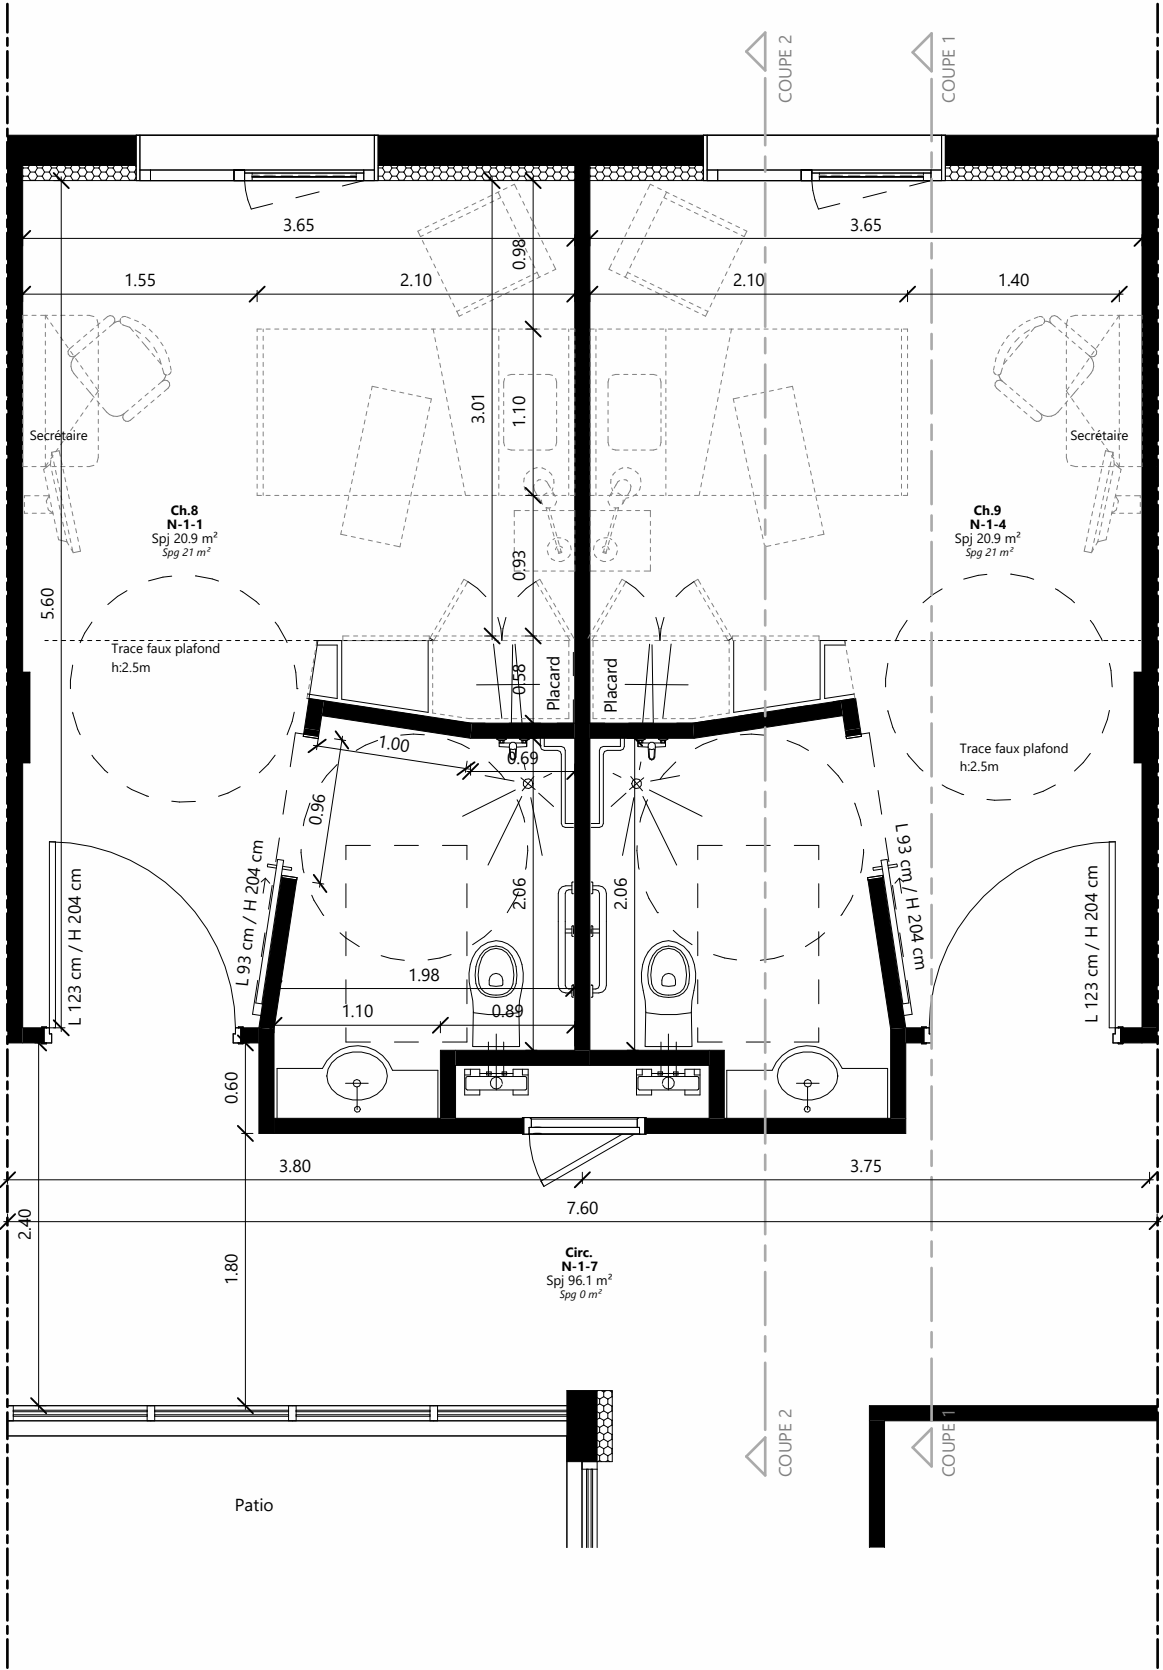 COUPE 2
COUPE 1
3.65
3.65
0.98
1.55
2.10
2.10
1.40
3.01
1.10
Secrétaire
Secrétaire
Ch.8
N-1-1
Spj 20.9 m²
Spg 21 m²
Ch.9
N-1-4
Spj 20.9 m²
Spg 21 m²
0.93
5.60
Trace faux plafond
h:2.5m
0.58
Placard
Placard
Trace faux plafond
h:2.5m
1.00
0.69
0.96
L 123 cm / H 204 cm
L 93 cm / H 204 cm
2.06
2.06
L 93 cm / H 204 cm
L 123 cm / H 204 cm
1.98
1.10
0.89
0.60
3.80
3.75
7.60
2.40
1.80
Circ.
N-1-7
Spj 96.1 m²
Spg 0 m²
COUPE 2
COUPE 1
Patio